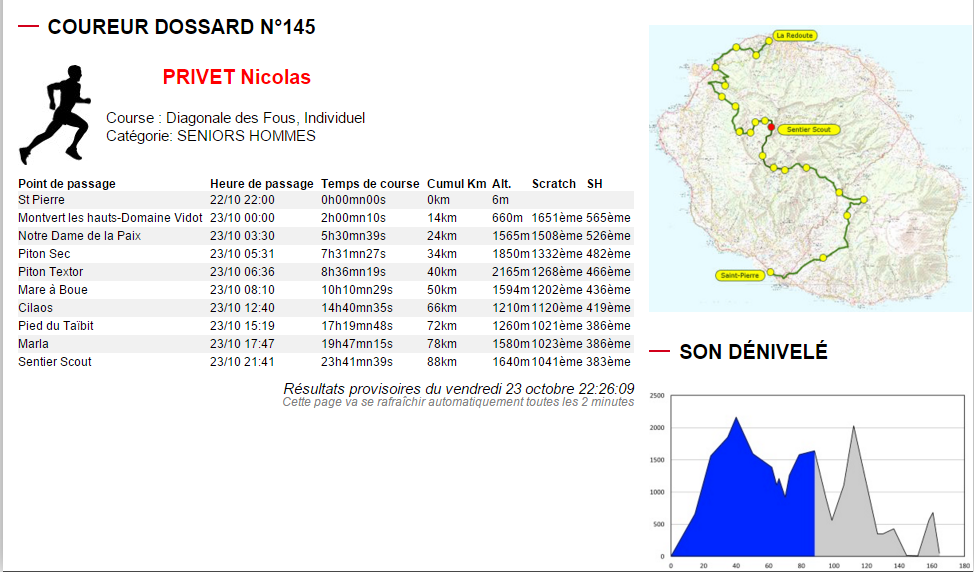 COUREUR DOSSARD N°145
PRIVET Nicolas
Course : Diagonale des Fous, Individuel
Catégorie: SENIORS HOMMES
Point de passage Heure de passage Temps de course Cumul Km Alt. Scratch SH
St Pierre 22/10 22:00 0h00mn00s 0km 6m
Montvert les hauts-Domaine Vidot 23/10 00:00 2h00mn10s 14km 660m 1651ème 565ème
Notre Dame de la Paix 23/10 03:30 5h30mn39s 24km 1565m 1508ème 526ème
Piton Sec 23/10 05:31 7h31mn27s 34km 1850m 1332ème 482ème
Piton Textor 23/10 06:36 8h36mn19s 40km 2165m 1268ème 466ème
Mare à Boue 23/10 08:10 10h10mn29s 50km 1594m 1202ème 436ème
Cilaos 23/10 12:40 14h40mn35s 66km 1210m 1120ème 419ème
Pied du Taïbit 23/10 15:19 17h19mn48s 72km 1260m 1021ème 386ème
Marla 23/10 17:47 19h47mn15s 78km 1580m 1023ème 386ème
Sentier Scout 23/10 21:41 23h41mn39s 88km 1640m 1041ème 383ème
Résultats provisoires du vendredi 23 octobre 22:26:09
Cette page va se rafraîchir automatiquement toutes les 2 minutes
La Redoute
Sentier Scout
Saint-Pierre
SON DÉNIVELÉ
2500
2000
1500
1000
500
0
0 20 40 60 80 100 120 140 160 180